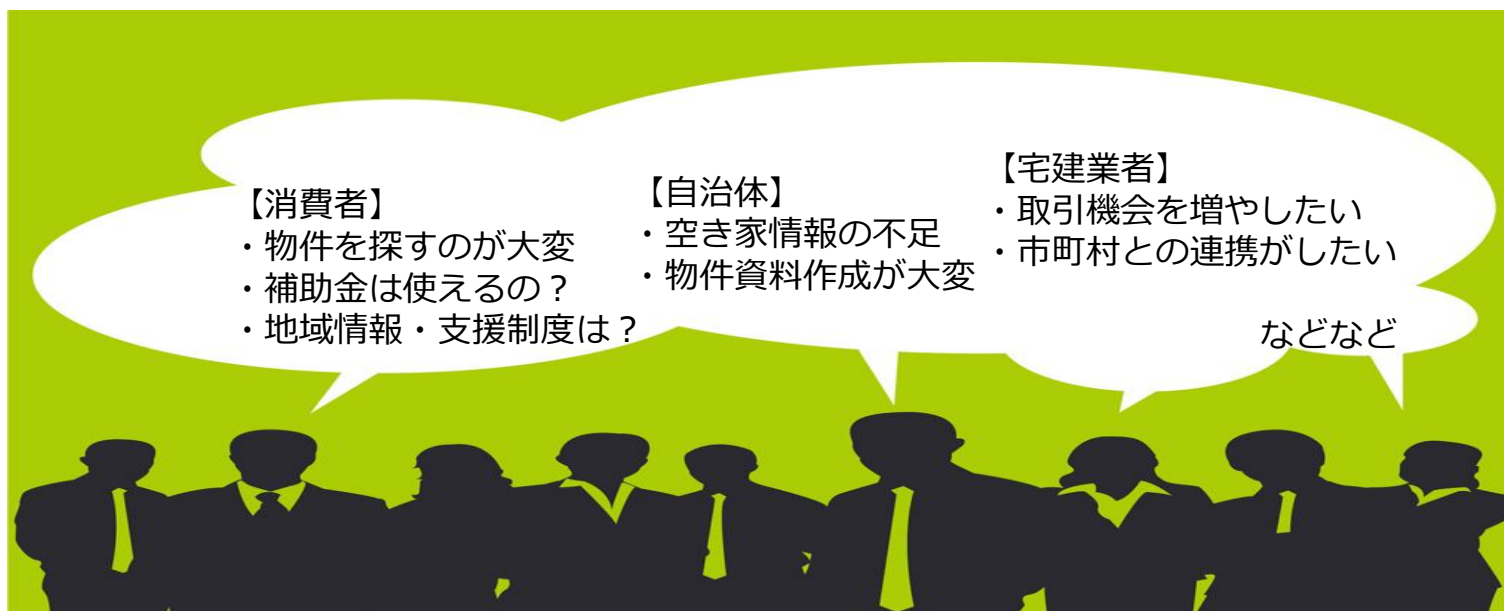 【消費者】
・物件を探すのが大変
・補助金は使えるの？
・地域情報・支援制度は？
【自治体】
・空き家情報の不足
・物件資料作成が大変
【宅建業者】
・取引機会を増やしたい
・市町村との連携がしたい
などなど